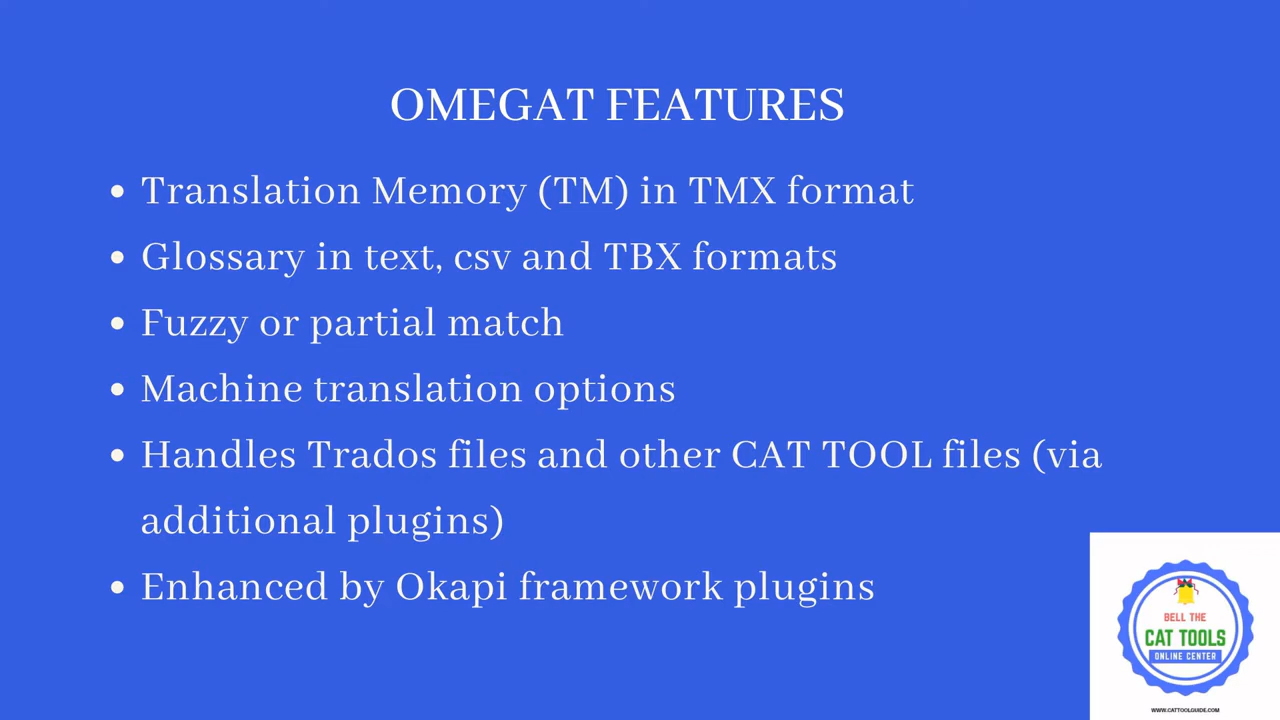 OMEGAT FEATURES
• Translation Memory (TM) in TMX format
• Glossary in text, csv and TBX formats
• Fuzzy or partial match
• Machine translation options
• Handles Trados files and other CAT TOOL files (via
additional plugins)
• Enhanced by Okapi framework plugins
BELL THE
CAT TOOLS
ONLINE CENTER
WWW.CATTOOLGUIDE.COM